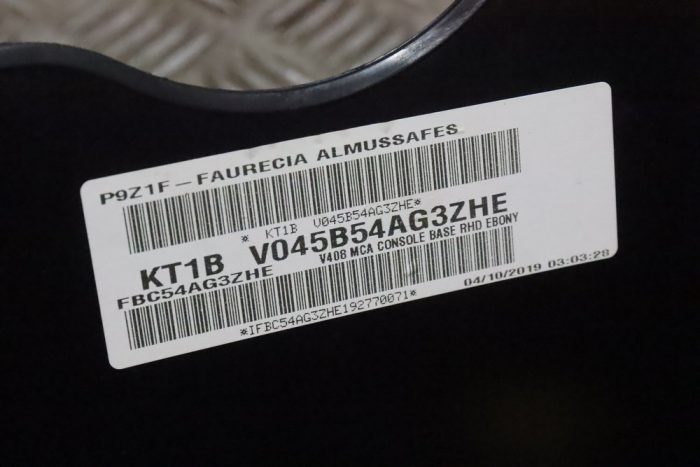 P9Z1F – FAURECIA ALMUSSAFES
* KT1B V045B54AG3ZHE*
KT1B V045B54AG3ZHE
FBC54AG3ZHE V408 MCA CONSOLE BASE RHD EBONY
*IFBC54AG3ZHE192770071* 04/10/2019 03:03:28